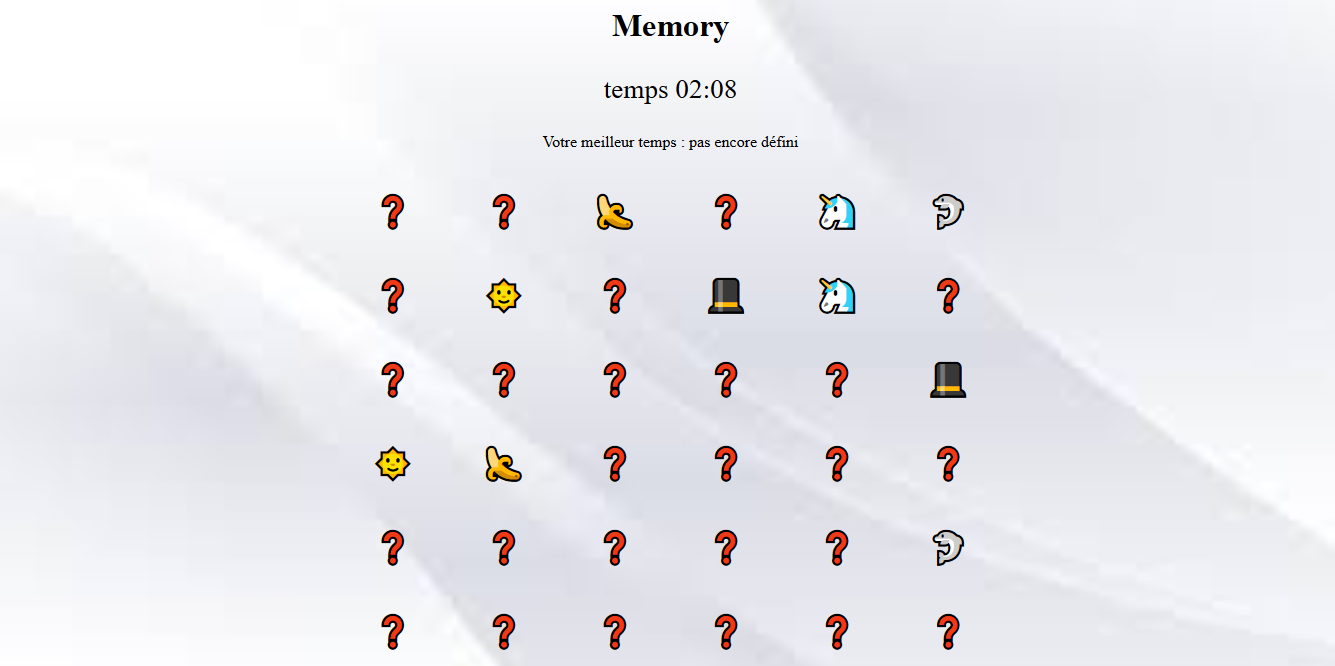 Memory
temps 02:08
Votre meilleur temps : pas encore défini
❓ ❓ 🍌 ❓ 🦄 🐬
❓ 🌞 ❓ 🎩 🦄 ❓
❓ ❓ ❓ ❓ ❓ 🎩
🌞 🍌 ❓ ❓ ❓ ❓
❓ ❓ ❓ ❓ ❓ 🐬
❓ ❓ ❓ ❓ ❓ ❓